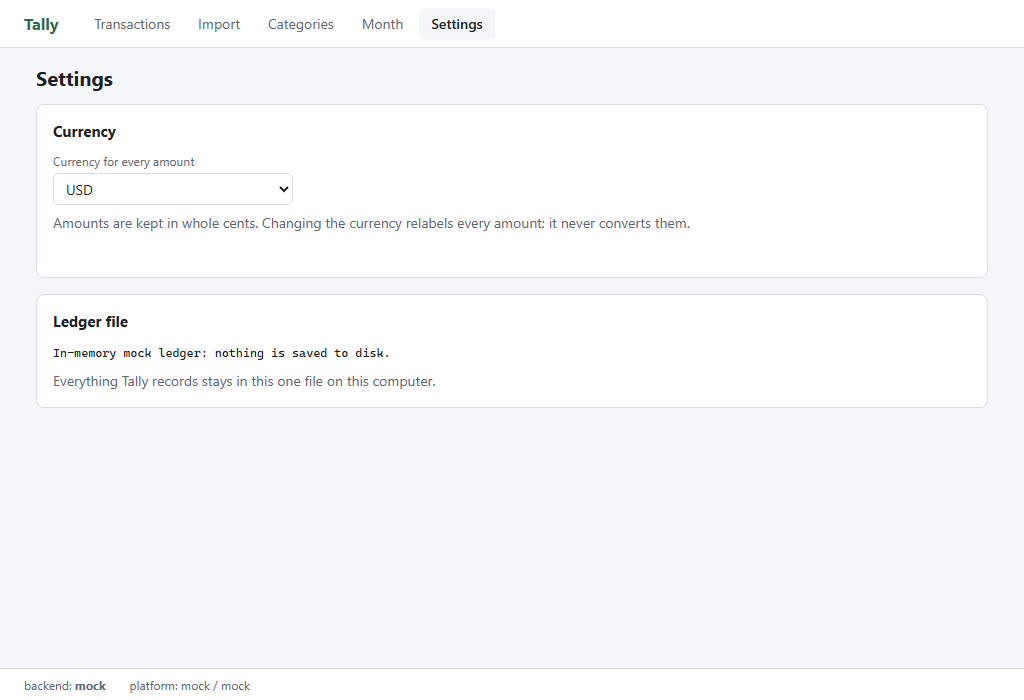 Tally Transactions Import Categories Month Settings
Settings
Currency
Currency for every amount
USD
Amounts are kept in whole cents. Changing the currency relabels every amount; it never converts them.
Ledger file
In-memory mock ledger: nothing is saved to disk.
Everything Tally records stays in this one file on this computer.
backend: mock platform: mock / mock